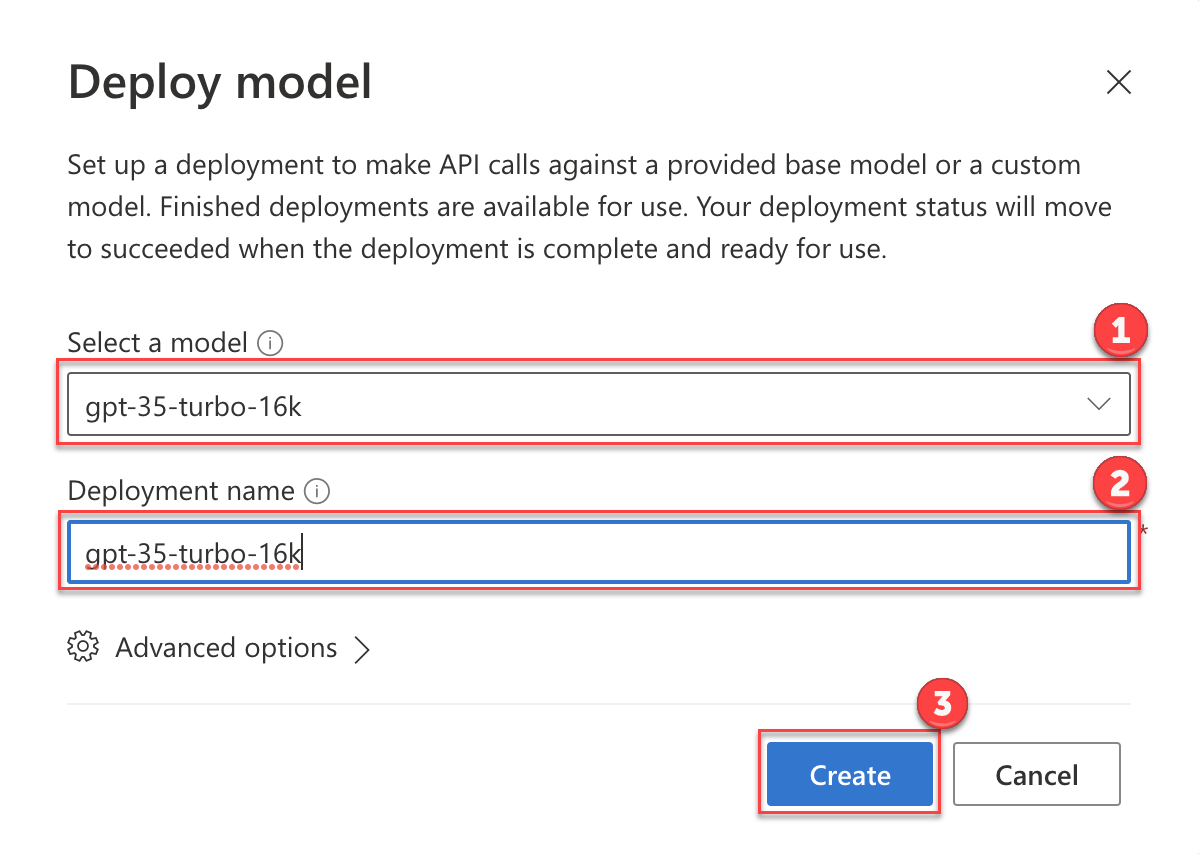 Deploy model
Set up a deployment to make API calls against a provided base model or a custom
model. Finished deployments are available for use. Your deployment status will move
to succeeded when the deployment is complete and ready for use.
Select a model
1
gpt-35-turbo-16k
Deployment name
2
gpt-35-turbo-16k
*
Advanced options
3
Create
Cancel